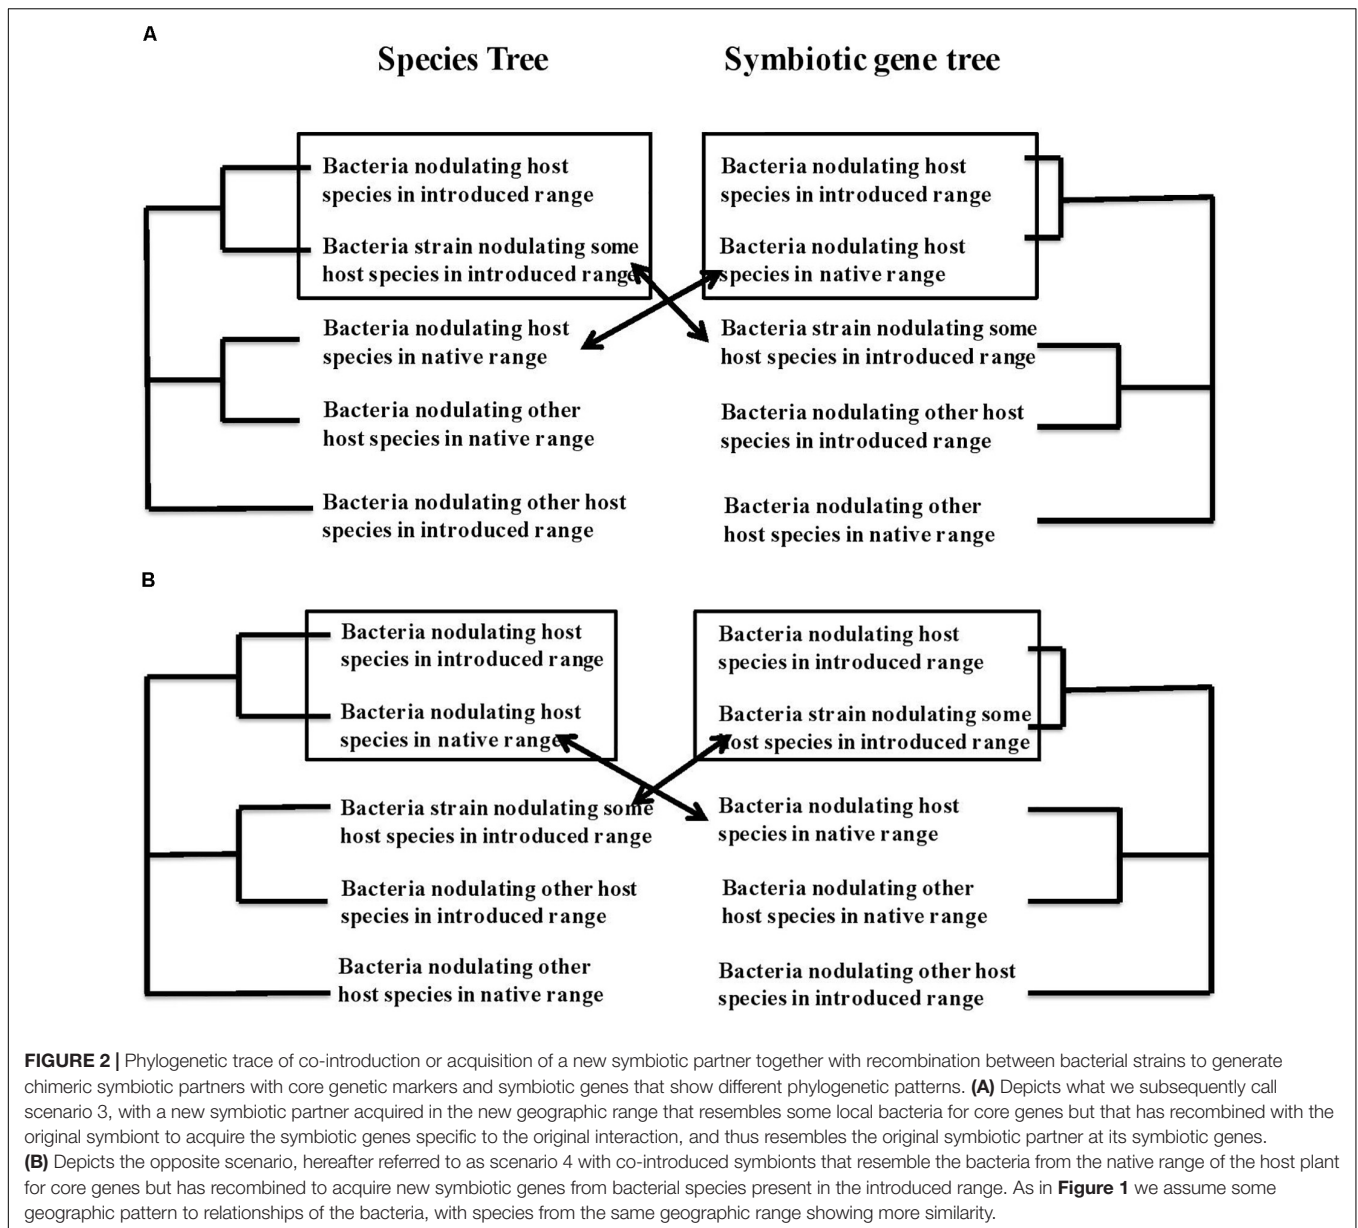 A
Species Tree
Symbiotic gene tree
Bacteria nodulating host
species in introduced range
Bacteria strain nodulating some
host species in introduced range
Bacteria nodulating host
species in native range
Bacteria nodulating other
host species in native range
Bacteria nodulating other host
species in introduced range
Bacteria nodulating host
species in introduced range
Bacteria nodulating host
species in native range
Bacteria strain nodulating some
host species in introduced range
Bacteria nodulating other host
species in introduced range
Bacteria nodulating other
host species in native range
B
Bacteria nodulating host
species in introduced range
Bacteria nodulating host
species in native range
Bacteria strain nodulating some
host species in introduced range
Bacteria nodulating other host
species in introduced range
Bacteria nodulating other
host species in native range
Bacteria nodulating host
species in introduced range
Bacteria strain nodulating some
host species in introduced range
Bacteria nodulating host
species in native range
Bacteria nodulating other
host species in native range
Bacteria nodulating other host
species in introduced range
FIGURE 2 | Phylogenetic trace of co-introduction or acquisition of a new symbiotic partner together with recombination between bacterial strains to generate
chimeric symbiotic partners with core genetic markers and symbiotic genes that show different phylogenetic patterns. (A) Depicts what we subsequently call
scenario 3, with a new symbiotic partner acquired in the new geographic range that resembles some local bacteria for core genes but that has recombined with the
original symbiont to acquire the symbiotic genes specific to the original interaction, and thus resembles the original symbiotic partner at its symbiotic genes.
(B) Depicts the opposite scenario, hereafter referred to as scenario 4 with co-introduced symbionts that resemble the bacteria from the native range of the host plant
for core genes but has recombined to acquire new symbiotic genes from bacterial species present in the introduced range. As in Figure 1 we assume some
geographic pattern to relationships of the bacteria, with species from the same geographic range showing more similarity.